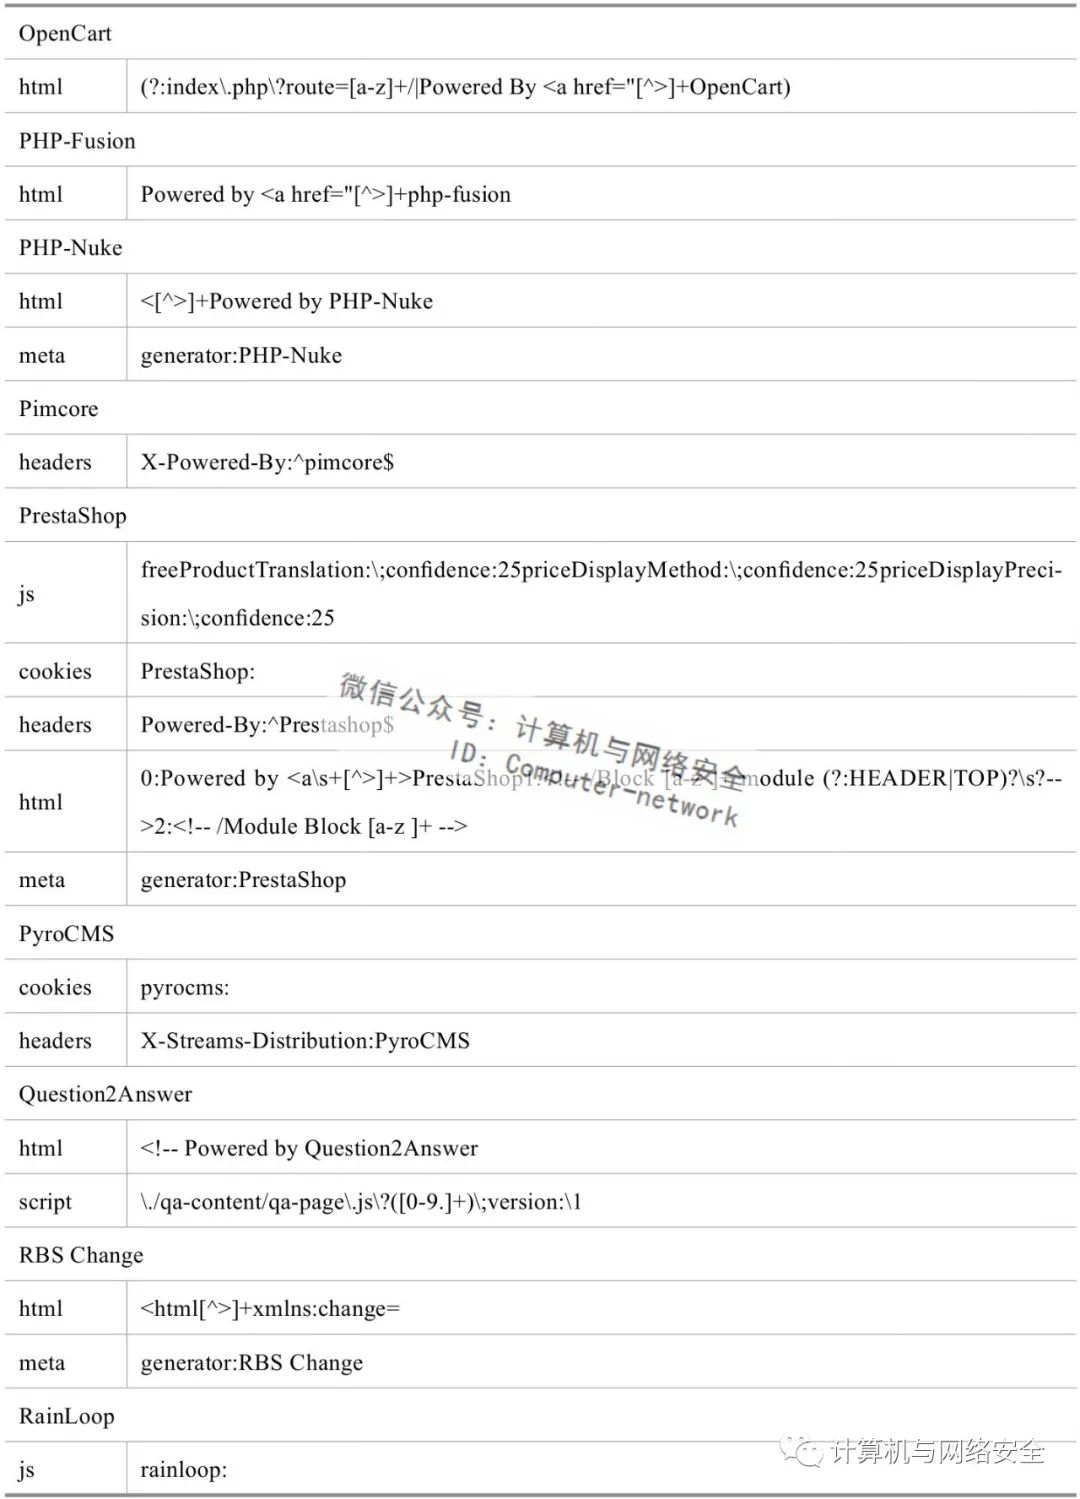 OpenCart
html (?:index\.php\?route=[a-z]+/|Powered By <a href="[^>]+OpenCart)
PHP-Fusion
html Powered by <a href="[^>]+php-fusion
PHP-Nuke
html <[^>]+Powered by PHP-Nuke
meta generator:PHP-Nuke
Pimcore
headers X-Powered-By:^pimcore$
PrestaShop
js freeProductTranslation:\;confidence:25priceDisplayMethod:\;confidence:25priceDisplayPreci-
sion:\;confidence:25
cookies PrestaShop:
headers Powered-By:^Prestashop$
html 0:Powered by <a\s+[^>]+>PrestaShop /Block [a-z ]+ module (?:HEADER|TOP)?\s?--
>2:<!-- /Module Block [a-z ]+ -->
meta generator:PrestaShop
PyroCMS
cookies pyrocms:
headers X-Streams-Distribution:PyroCMS
Question2Answer
html <!-- Powered by Question2Answer
script \./qa-content/qa-page\.js\?([0-9.]+)\;version:\1
RBS Change
html <html[^>]+xmlns:change=
meta generator:RBS Change
RainLoop
js rainloop:
微信公众号：计算机与网络安全
ID：Computer-network
计算机与网络安全